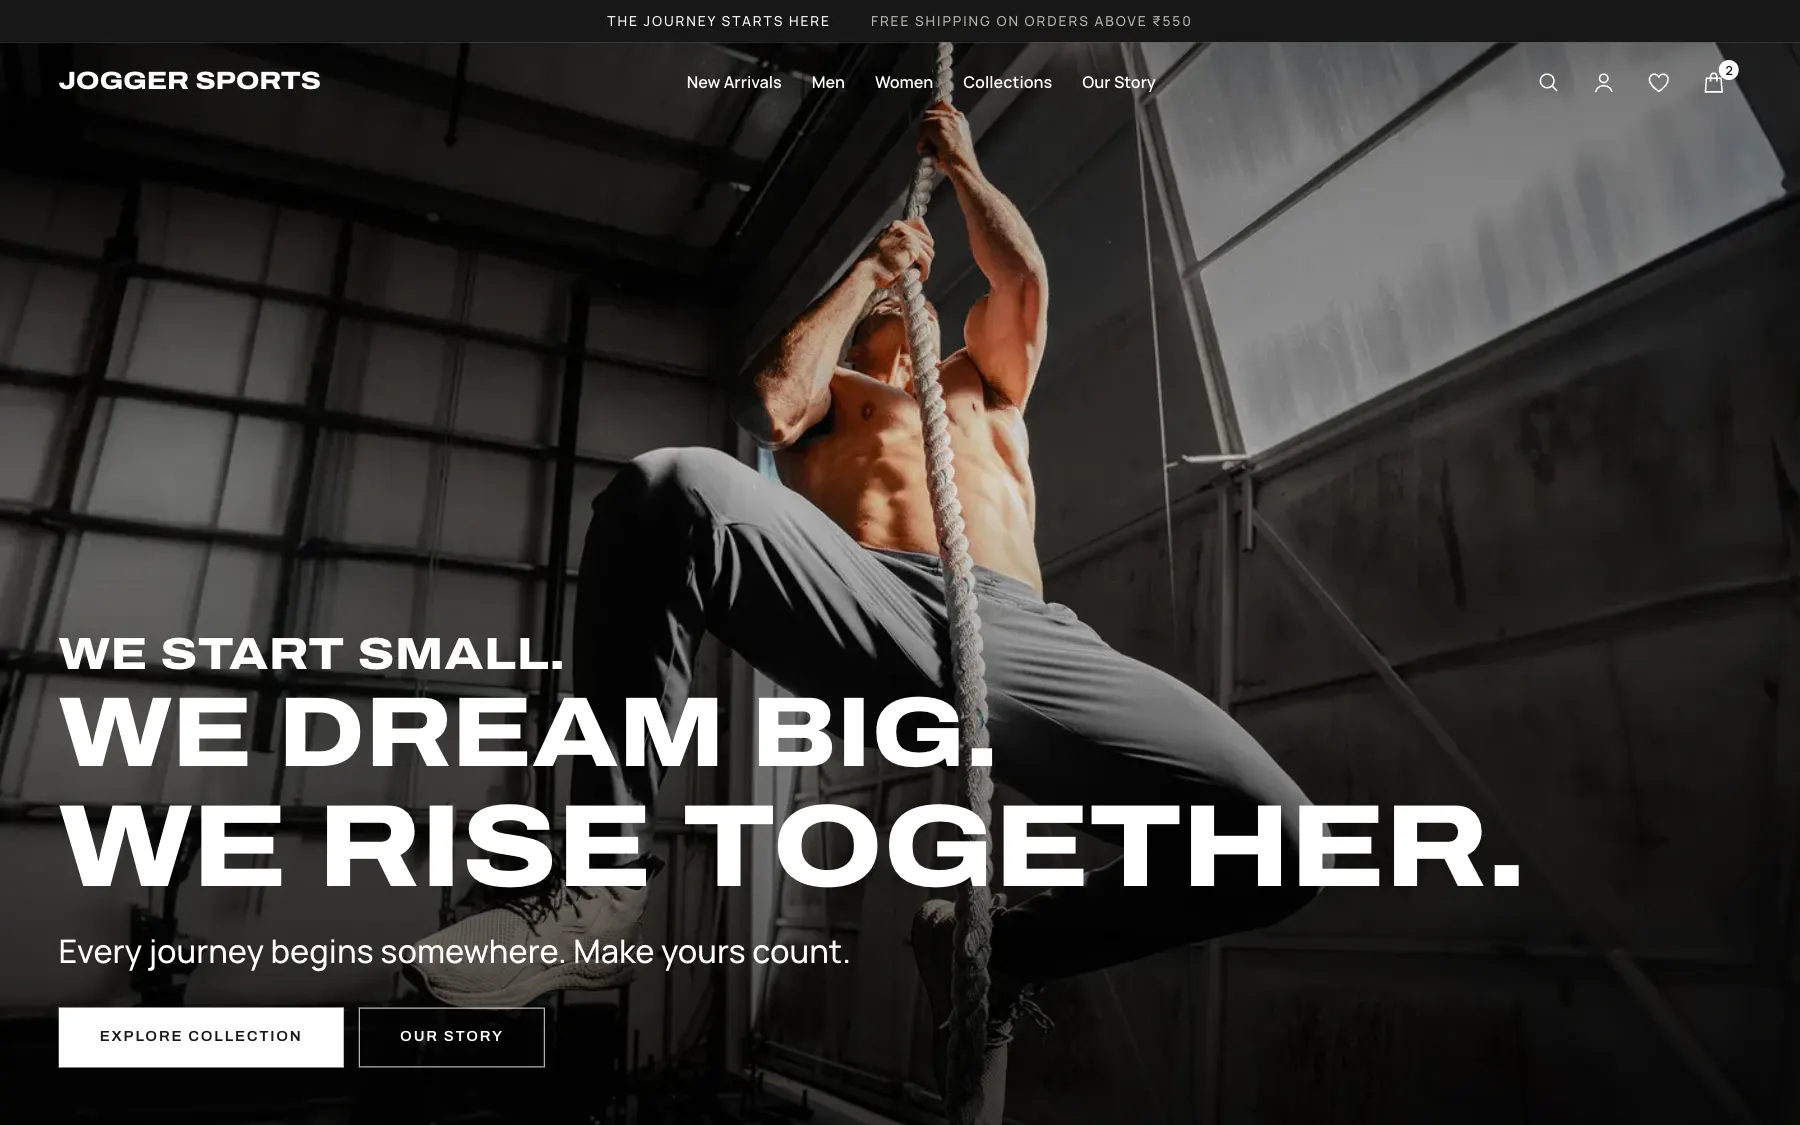 THE JOURNEY STARTS HERE FREE SHIPPING ON ORDERS ABOVE ₹550
JOGGER SPORTS New Arrivals Men Women Collections Our Story 2
WE START SMALL.
WE DREAM BIG.
WE RISE TOGETHER.
Every journey begins somewhere. Make yours count.
EXPLORE COLLECTION OUR STORY